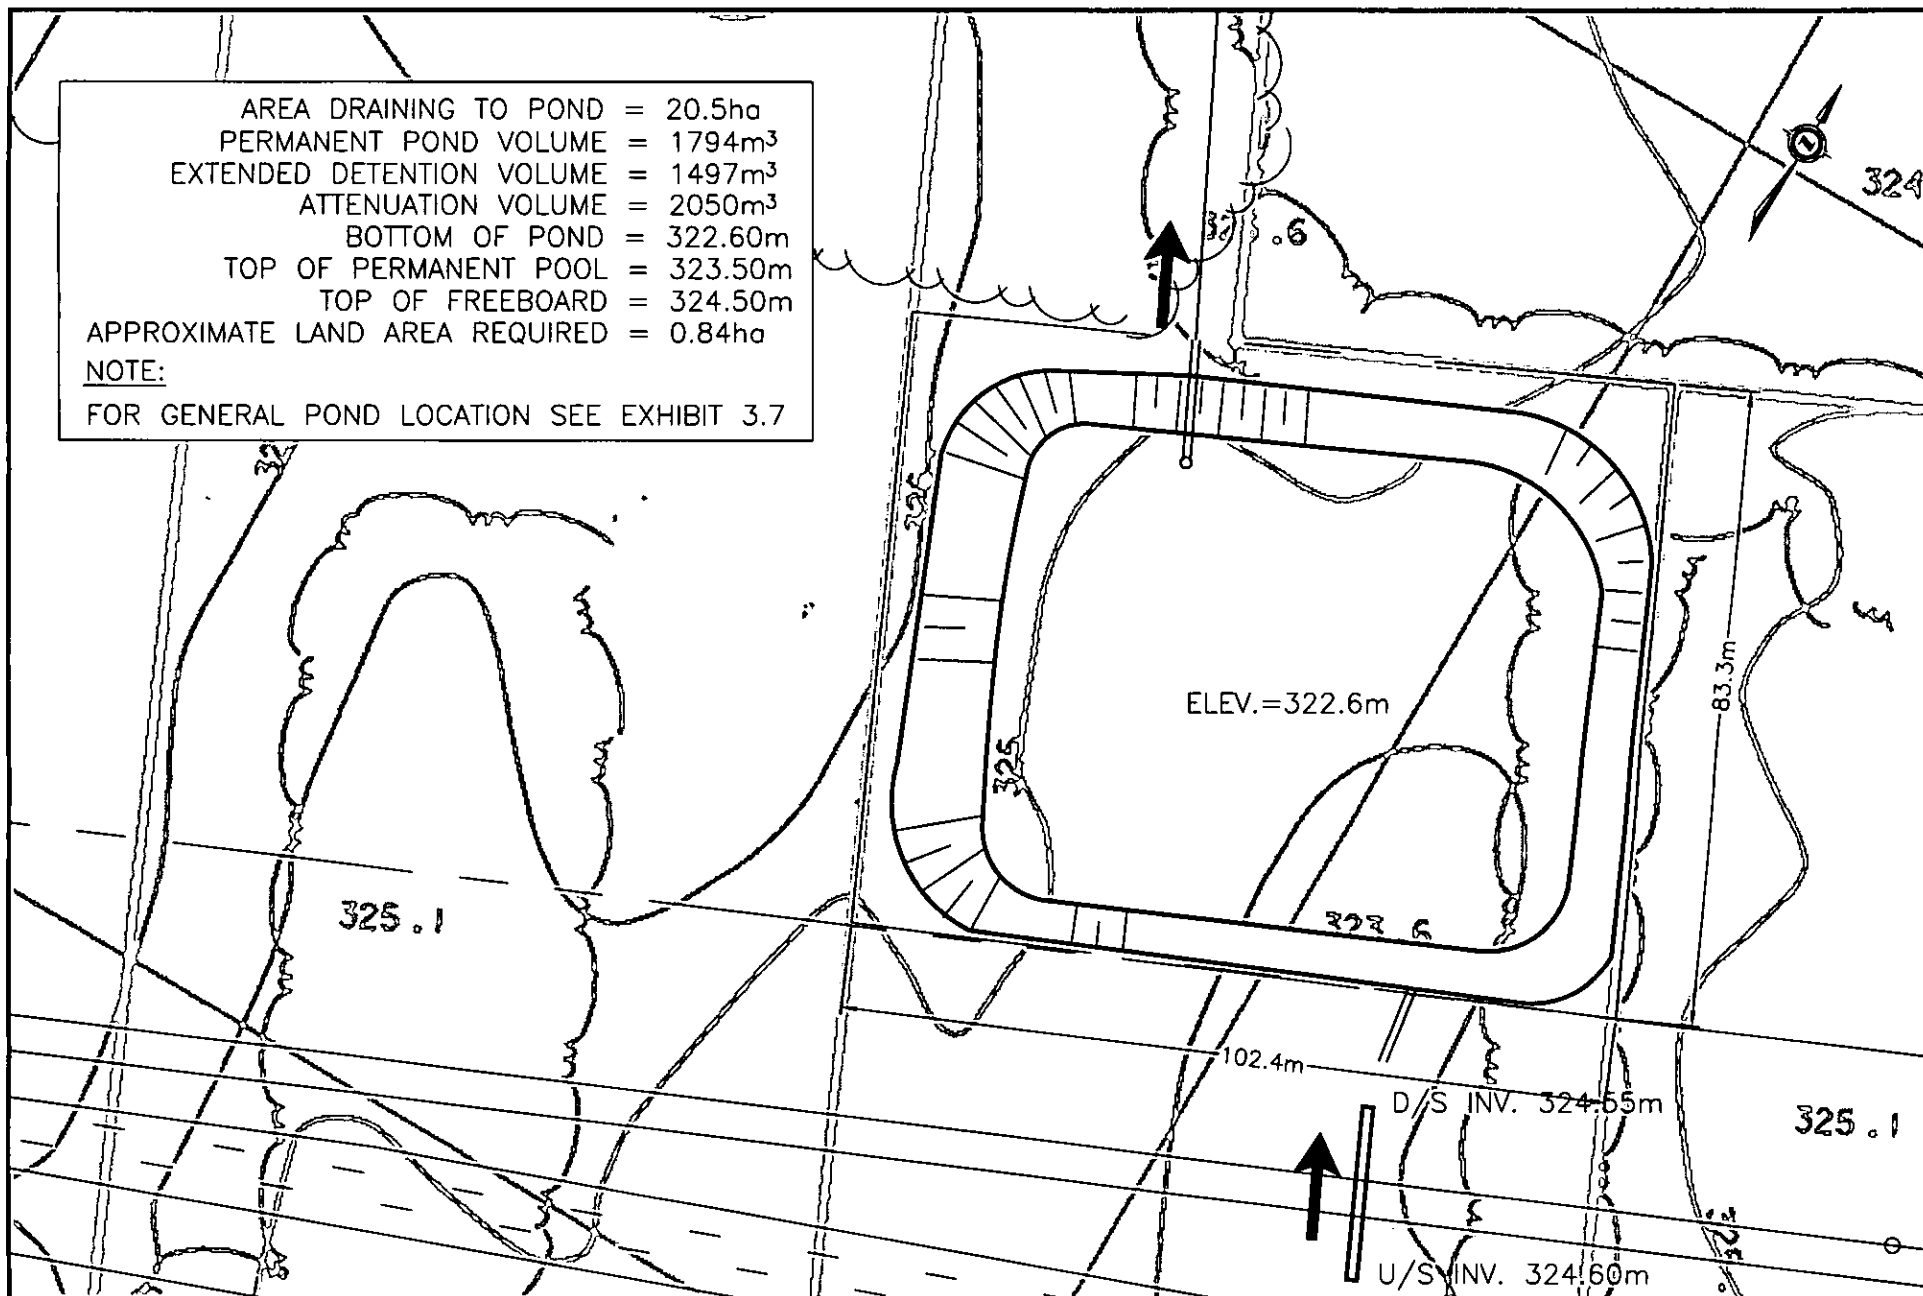 AREA DRAINING TO POND = 20.5ha
PERMANENT POND VOLUME = 1794m³
EXTENDED DETENTION VOLUME = 1497m³
ATTENUATION VOLUME = 2050m³
BOTTOM OF POND = 322.60m
TOP OF PERMANENT POOL = 323.50m
TOP OF FREEBOARD = 324.50m
APPROXIMATE LAND AREA REQUIRED = 0.84ha
NOTE:
FOR GENERAL POND LOCATION SEE EXHIBIT 3.7
324
.6
ELEV.=322.6m
83.3m
325
325.1
102.4m
D/S INV. 324.55m
325.1
U/S INV. 324.60m